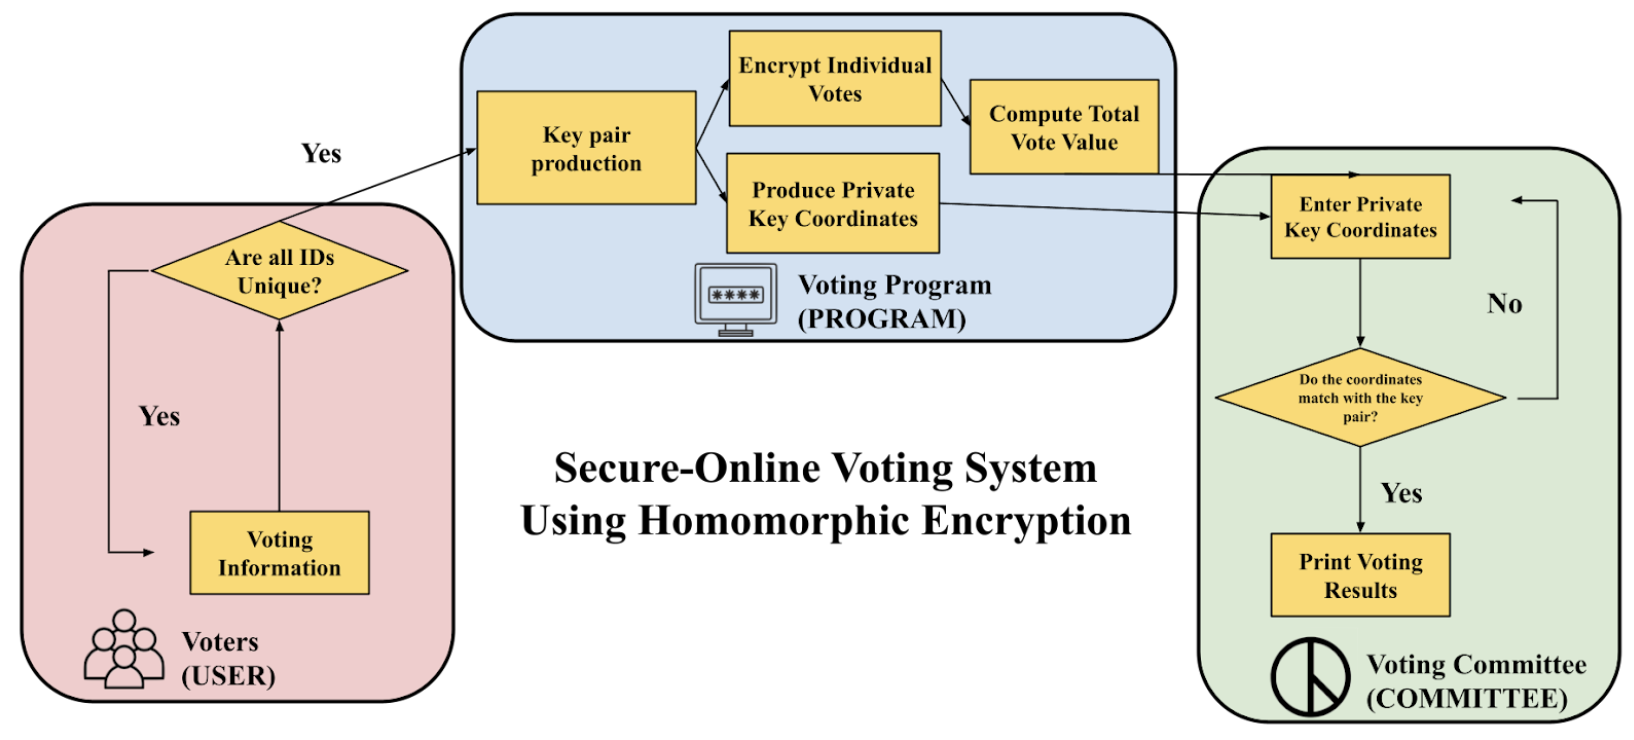 Yes
Are all IDs
Unique?
Yes
Voting
Information
Voters
(USER)
Key pair
production
Encrypt Individual
Votes
Produce Private
Key Coordinates
Compute Total
Vote Value
****
Voting Program
(PROGRAM)
Secure-Online Voting System
Using Homomorphic Encryption
Enter Private
Key Coordinates
No
Do the coordinates
match with the key
pair?
Yes
Print Voting
Results
Voting Committee
(COMMITTEE)